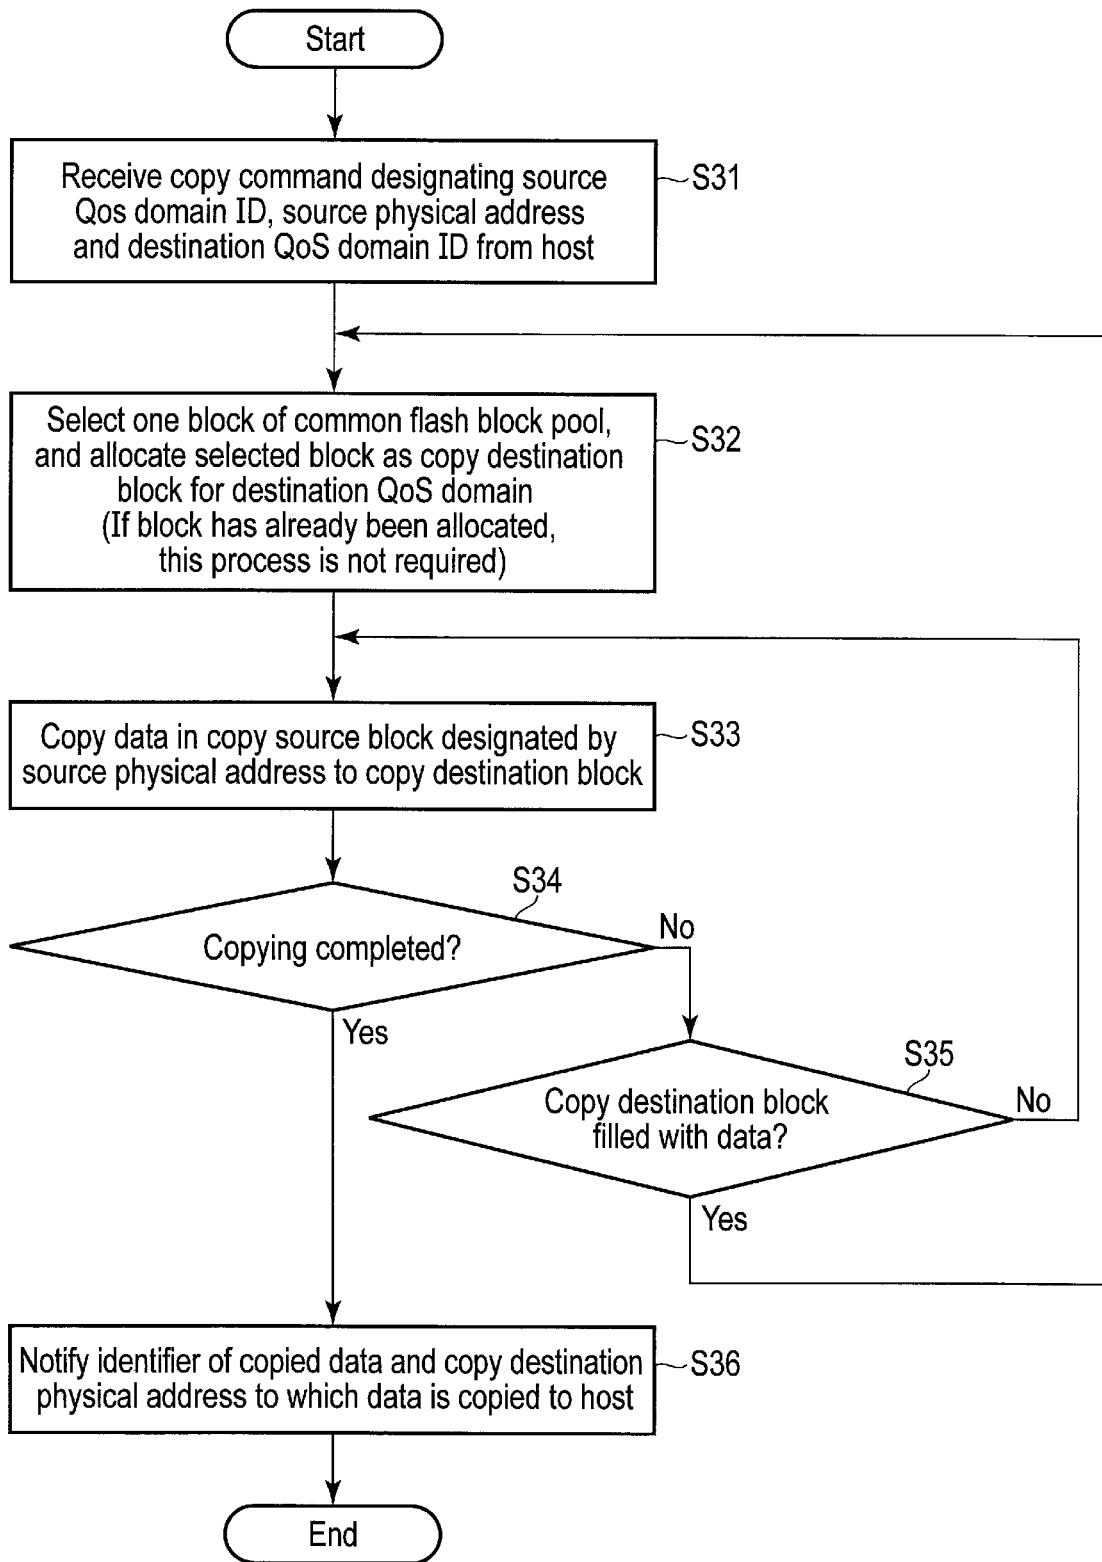 Start
Receive copy command designating source
Qos domain ID, source physical address
and destination QoS domain ID from host
S31
Select one block of common flash block pool,
and allocate selected block as copy destination
block for destination QoS domain
(If block has already been allocated,
this process is not required)
S32
Copy data in copy source block designated by
source physical address to copy destination block
S33
S34
Copying completed?
No
Yes
S35
Copy destination block
filled with data?
No
Yes
Notify identifier of copied data and copy destination
physical address to which data is copied to host
S36
End